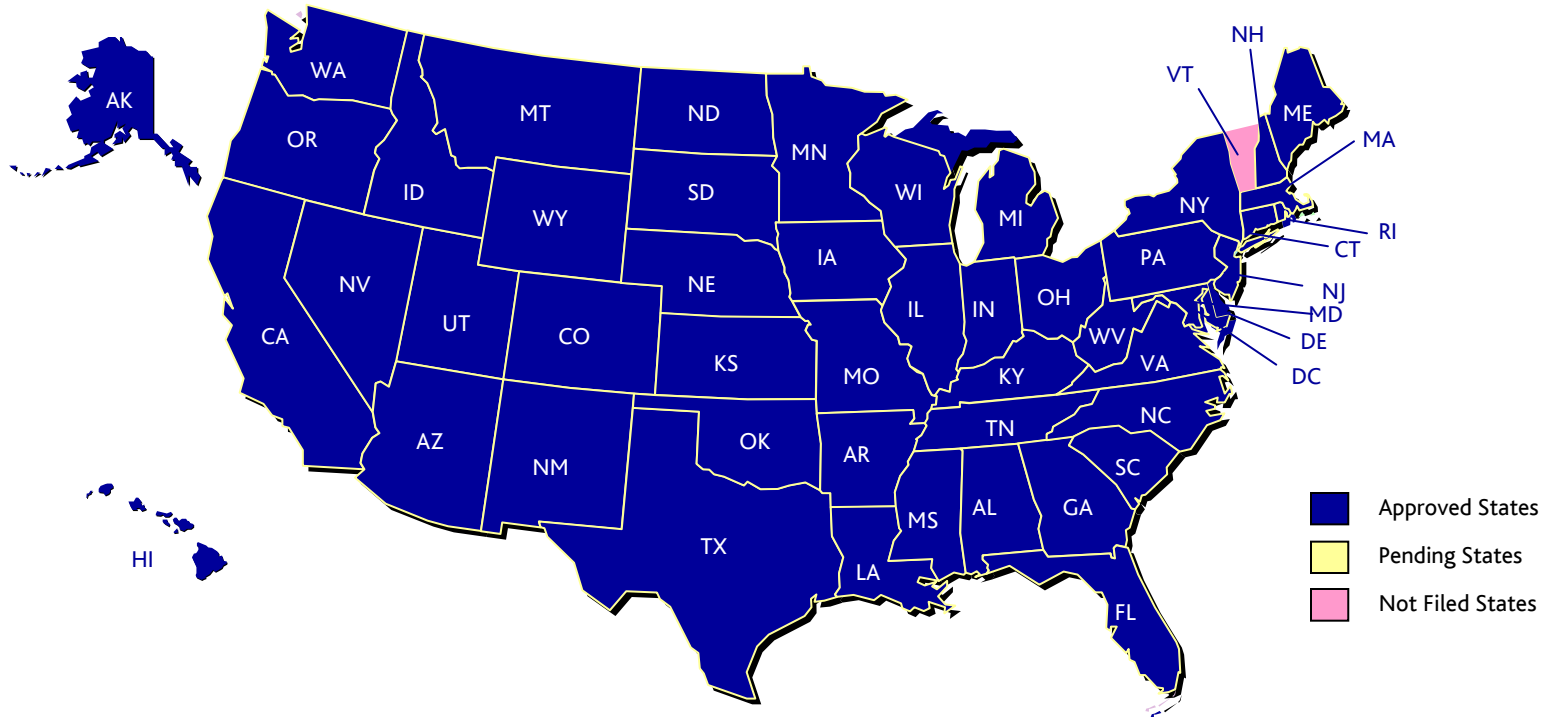 NH
VT
WA
AK
MT
ND
ME
OR
MA
MN
ID
SD
WI
WY
NY
MI
RI
CT
IA
PA
NV
NE
NJ
OH
IL
IN
MD
UT
CO
CA
WV
DE
KS
VA
MO
KY
DC
NC
TN
AZ
OK
AR
NM
SC
MS
AL
GA
Approved States
TX
HI
Pending States
LA
Not Filed States
FL